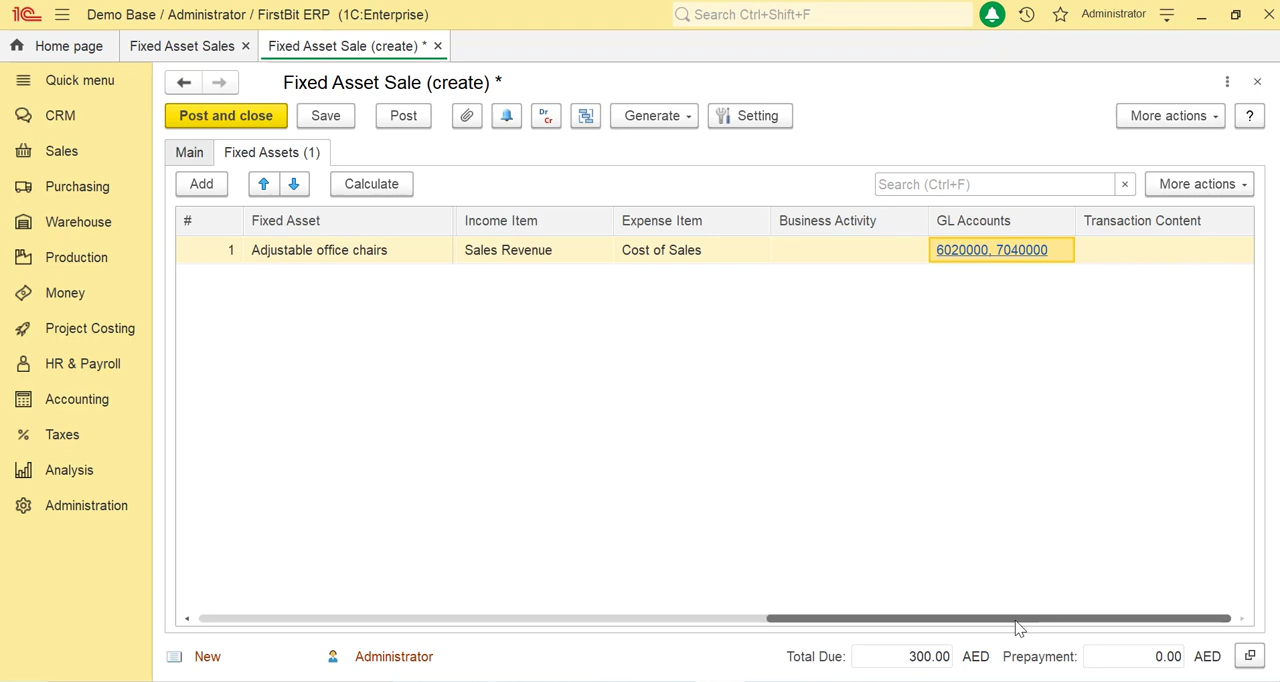 Demo Base / Administrator / FirstBit ERP (1C:Enterprise)
Search Ctrl+Shift+F
Administrator
Home page
Fixed Asset Sales ×
Fixed Asset Sale (create) * ×
Quick menu
CRM
Sales
Purchasing
Warehouse
Production
Money
Project Costing
HR & Payroll
Accounting
Taxes
Analysis
Administration
Fixed Asset Sale (create) *
Post and close
Save
Post
Dr Cr
Generate
Setting
More actions
?
Main
Fixed Assets (1)
Add
Calculate
Search (Ctrl+F)
×
More actions
# Fixed Asset Income Item Expense Item Business Activity GL Accounts Transaction Content
1 Adjustable office chairs Sales Revenue Cost of Sales 6020000, 7040000
New
Administrator
Total Due: 300.00 AED Prepayment: 0.00 AED